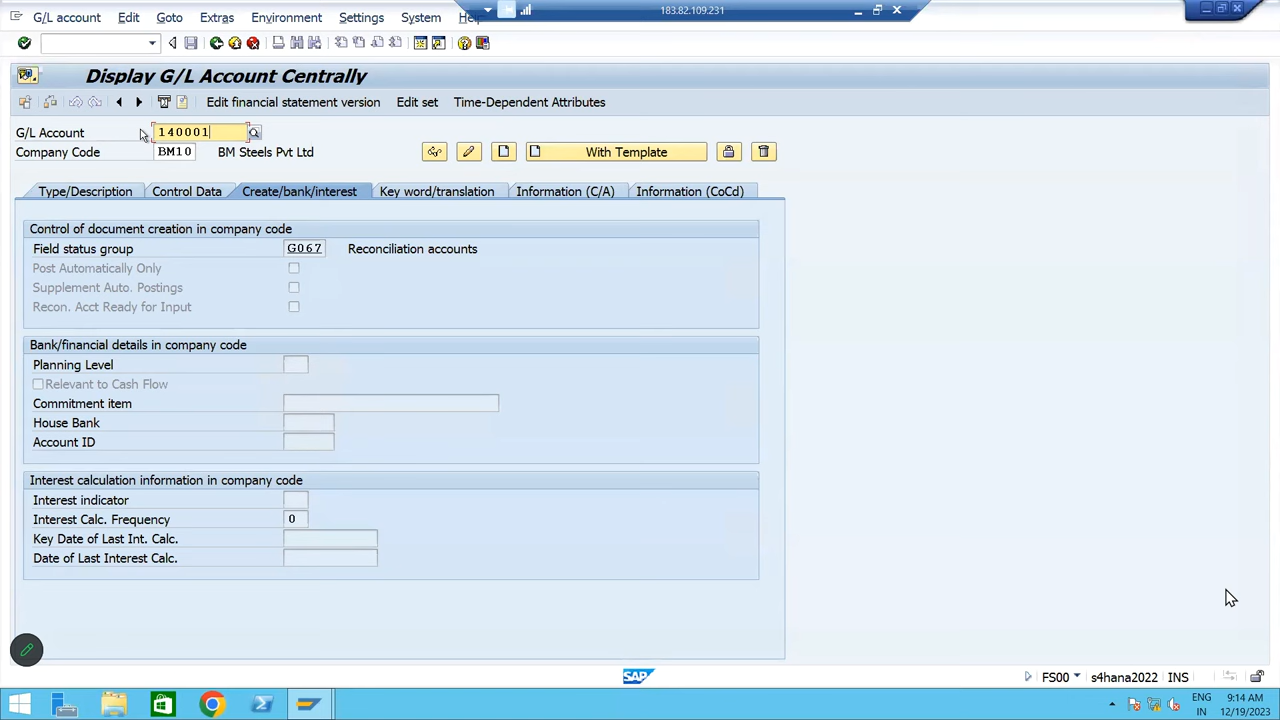 183.82.109.231
G/L account Edit Goto Extras Environment Settings System
Display G/L Account Centrally
Edit financial statement version Edit set Time-Dependent Attributes
G/L Account 140001
Company Code BM10 BM Steels Pvt Ltd With Template
Type/Description Control Data Create/bank/interest Key word/translation Information (C/A) Information (CoCd)
Control of document creation in company code
Field status group G067 Reconciliation accounts
Post Automatically Only
Supplement Auto. Postings
Recon. Acct Ready for Input
Bank/financial details in company code
Planning Level
Relevant to Cash Flow
Commitment item
House Bank
Account ID
Interest calculation information in company code
Interest indicator
Interest Calc. Frequency 0
Key Date of Last Int. Calc.
Date of Last Interest Calc.
SAP FS00 s4hana2022 INS
ENG 9:14 AM
IN 12/19/2023